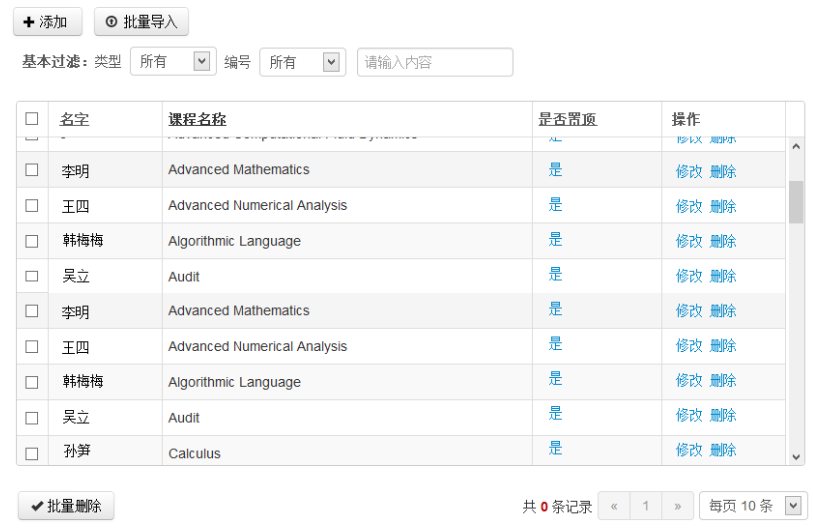 添加 批量导入
基本过滤：类型 所有 编号 所有 请输入内容
名字 课程名称 是否置顶 操作
Advanced Computational Fluid Dynamics 是 修改 删除
李明 Advanced Mathematics 是 修改 删除
王四 Advanced Numerical Analysis 是 修改 删除
韩梅梅 Algorithmic Language 是 修改 删除
吴立 Audit 是 修改 删除
李明 Advanced Mathematics 是 修改 删除
王四 Advanced Numerical Analysis 是 修改 删除
韩梅梅 Algorithmic Language 是 修改 删除
吴立 Audit 是 修改 删除
孙笋 Calculus 是 修改 删除
批量删除 共 0 条记录 « 1 » 每页 10 条